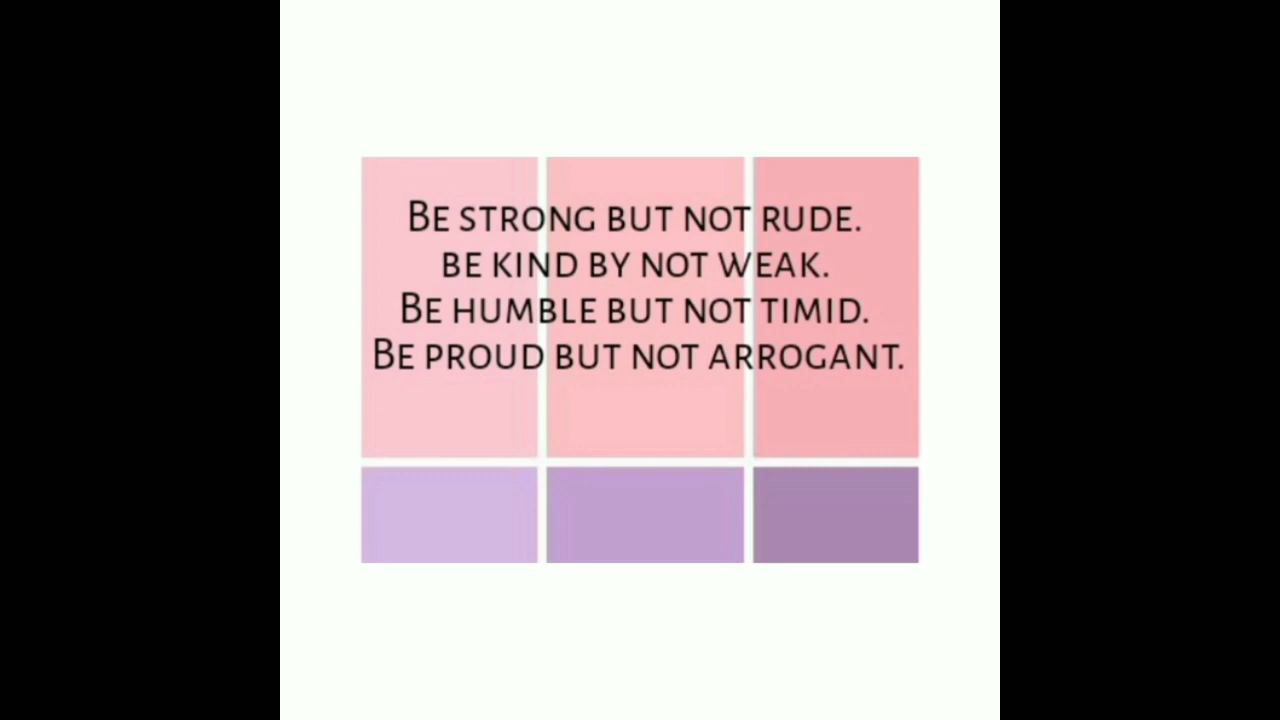 Be strong but not rude.
be kind by not weak.
Be humble but not timid.
Be proud but not arrogant.